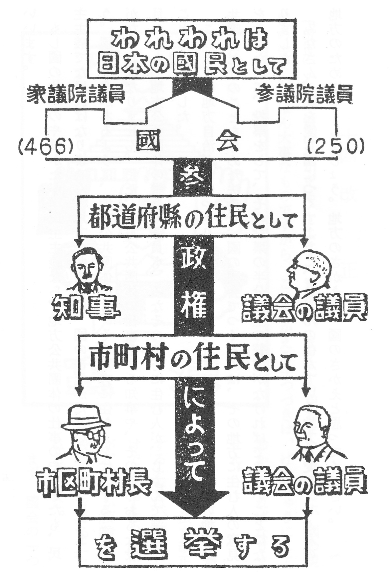 われわれは
日本の國民として
衆議院議員
参議院議員
(466)
國会
(250)
参政権によって
都道府縣の住民として
知事
議会の議員
市町村の住民として
市区町村長
議会の議員
を選挙する